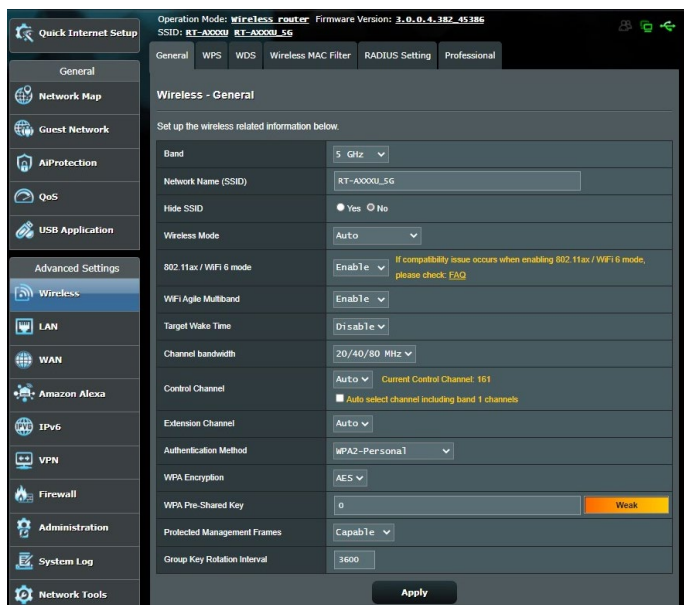 Quick Internet Setup
Operation Mode: Wireless router Firmware Version: 3.0.0.4.382_45386
SSID: RT-AXXXU RT-AXXXU_5G
General WPS WDS Wireless MAC Filter RADIUS Setting Professional
General
Network Map
Guest Network
AiProtection
QoS
USB Application
Advanced Settings
Wireless
LAN
WAN
Amazon Alexa
IPv6
VPN
Firewall
Administration
System Log
Network Tools
Wireless - General
Set up the wireless related information below.
Band 5 GHz
Network Name (SSID) RT-AXXXU_5G
Hide SSID Yes No
Wireless Mode Auto
802.11ax / WiFi 6 mode Enable If compatibility issue occurs when enabling 802.11ax / WiFi 6 mode,
please check: FAQ
WiFi Agile Multiband Enable
Target Wake Time Disable
Channel bandwidth 20/40/80 MHz
Control Channel Auto Current Control Channel: 161
Auto select channel including band 1 channels
Extension Channel Auto
Authentication Method WPA2-Personal
WPA Encryption AES
WPA Pre-Shared Key 0 Weak
Protected Management Frames Capable
Group Key Rotation Interval 3600
Apply